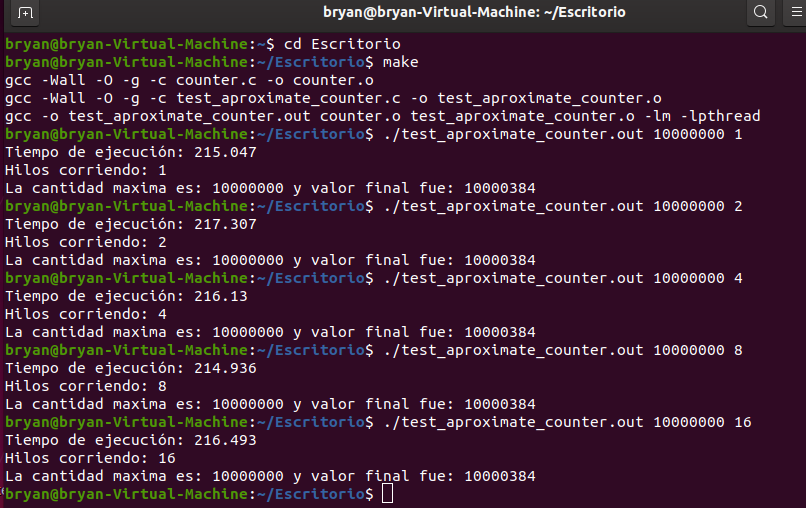 bryan@bryan-Virtual-Machine: ~/Escritorio
bryan@bryan-Virtual-Machine:~$ cd Escritorio
bryan@bryan-Virtual-Machine:~/Escritorio$ make
gcc -Wall -O -g -c counter.c -o counter.o
gcc -Wall -O -g -c test_aproximate_counter.c -o test_aproximate_counter.o
gcc -o test_aproximate_counter.out counter.o test_aproximate_counter.o -lm -lpthread
bryan@bryan-Virtual-Machine:~/Escritorio$ ./test_aproximate_counter.out 10000000 1
Tiempo de ejecución: 215.047
Hilos corriendo: 1
La cantidad maxima es: 10000000 y valor final fue: 10000384
bryan@bryan-Virtual-Machine:~/Escritorio$ ./test_aproximate_counter.out 10000000 2
Tiempo de ejecución: 217.307
Hilos corriendo: 2
La cantidad maxima es: 10000000 y valor final fue: 10000384
bryan@bryan-Virtual-Machine:~/Escritorio$ ./test_aproximate_counter.out 10000000 4
Tiempo de ejecución: 216.13
Hilos corriendo: 4
La cantidad maxima es: 10000000 y valor final fue: 10000384
bryan@bryan-Virtual-Machine:~/Escritorio$ ./test_aproximate_counter.out 10000000 8
Tiempo de ejecución: 214.936
Hilos corriendo: 8
La cantidad maxima es: 10000000 y valor final fue: 10000384
bryan@bryan-Virtual-Machine:~/Escritorio$ ./test_aproximate_counter.out 10000000 16
Tiempo de ejecución: 216.493
Hilos corriendo: 16
La cantidad maxima es: 10000000 y valor final fue: 10000384
bryan@bryan-Virtual-Machine:~/Escritorio$